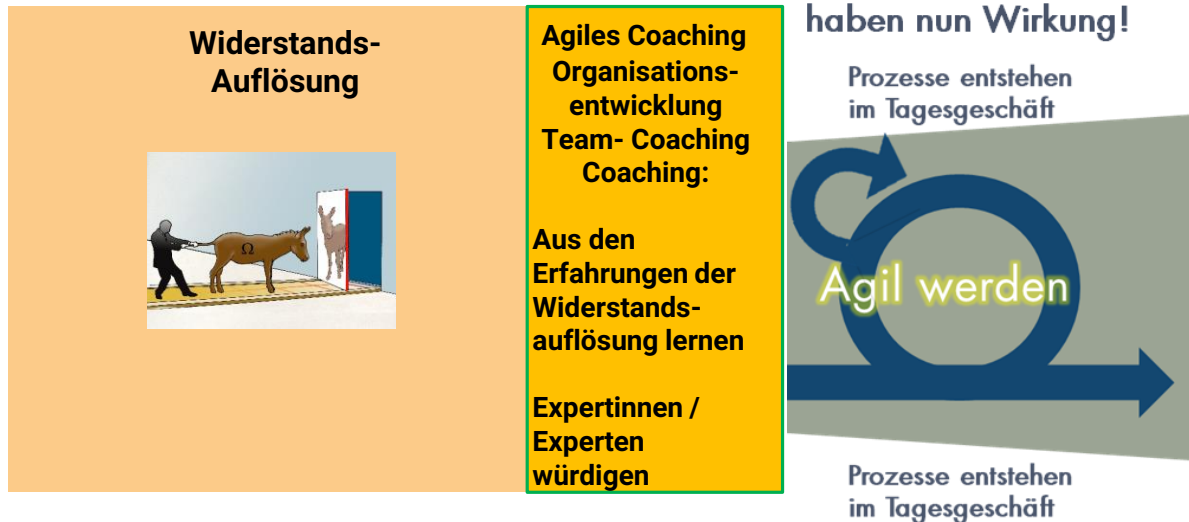 Widerstands-
Auflösung
Ω
Agiles Coaching
Organisations-
entwicklung
Team- Coaching
Coaching:
Aus den
Erfahrungen der
Widerstands-
auflösung lernen
Expertinnen /
Experten
würdigen
haben nun Wirkung!
Prozesse entstehen
im Tagesgeschäft
Agil werden
Prozesse entstehen
im Tagesgeschäft